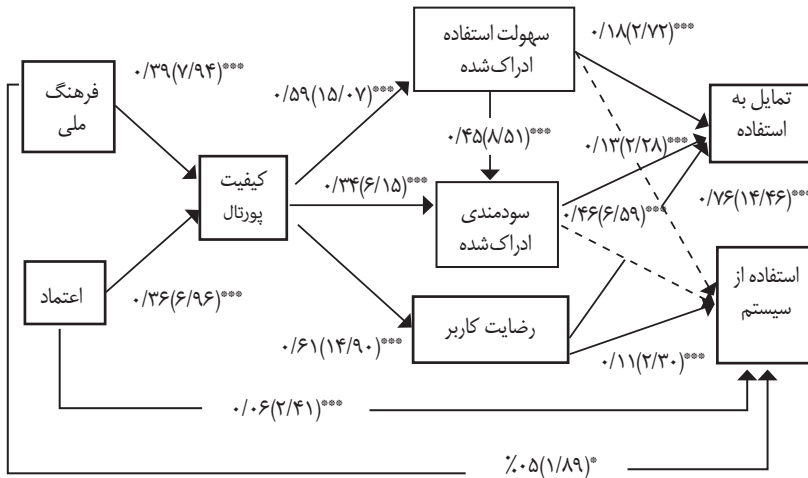 سهولت استفاده
ادراک‌شده
۰/۱۸(۲/۷۲)***
۰/۳۹(۷/۹۴)***
فرهنگ
ملی
۰/۵۹(۱۵/۰۷)***
تمایل به
استفاده
۰/۴۵(۸/۵۱)***
۰/۱۳(۲/۲۸)***
کیفیت
پورتال
۰/۳۴(۶/۱۵)***
۰/۷۶(۱۴/۴۶)***
سودمندی
ادراک‌شده
۰/۴۶(۶/۵۹)***
اعتماد
۰/۳۶(۶/۹۶)***
استفاده از
سیستم
رضایت کاربر
۰/۶۱(۱۴/۹۰)***
۰/۱۱(۲/۳۰)***
۰/۰۶(۲/۴۱)***
٪۰۵(۱/۸۹)*